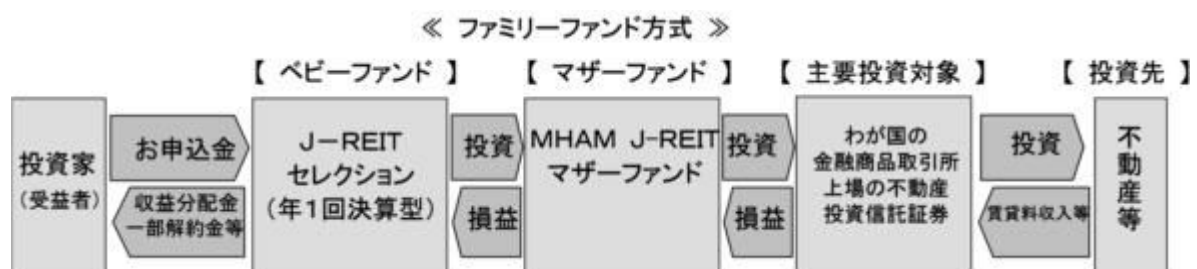 ≪ ファミリーファンド方式 ≫
【 ベビーファンド 】
【 マザーファンド 】
【 主要投資対象 】
【 投資先 】
投資家
(受益者)
お申込金
収益分配金
一部解約金等
J-REIT
セレクション
(年1回決算型)
投資
損益
MHAM J-REIT
マザーファンド
投資
損益
わが国の
金融商品取引所
上場の不動産
投資信託証券
投資
賃貸料収入等
不動産等